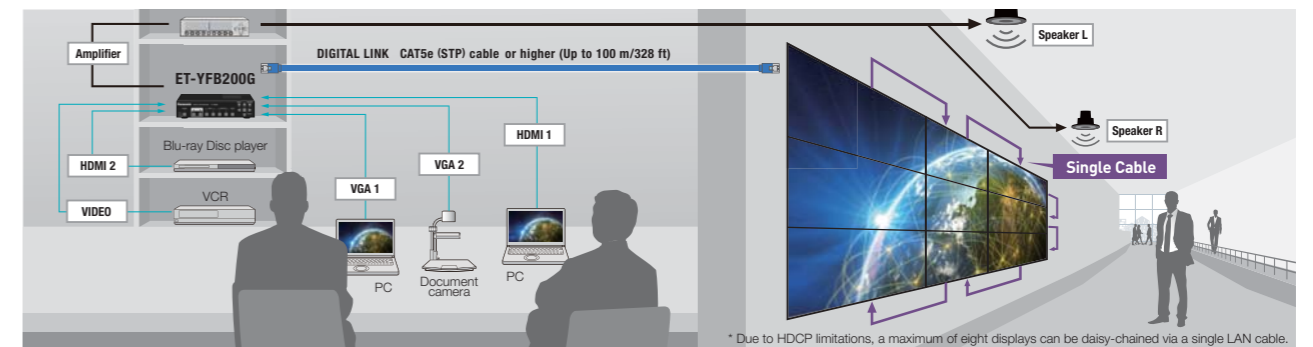 Amplifier
ET-YFB200G
DIGITAL LINK CAT5e (STP) cable or higher (Up to 100 m/328 ft)
Speaker L
Speaker R
Single Cable
HDMI 1
VGA 2
VGA 1
Blu-ray Disc player
HDMI 2
VCR
VIDEO
PC
Document
camera
PC
* Due to HDCP limitations, a maximum of eight displays can be daisy-chained via a single LAN cable.